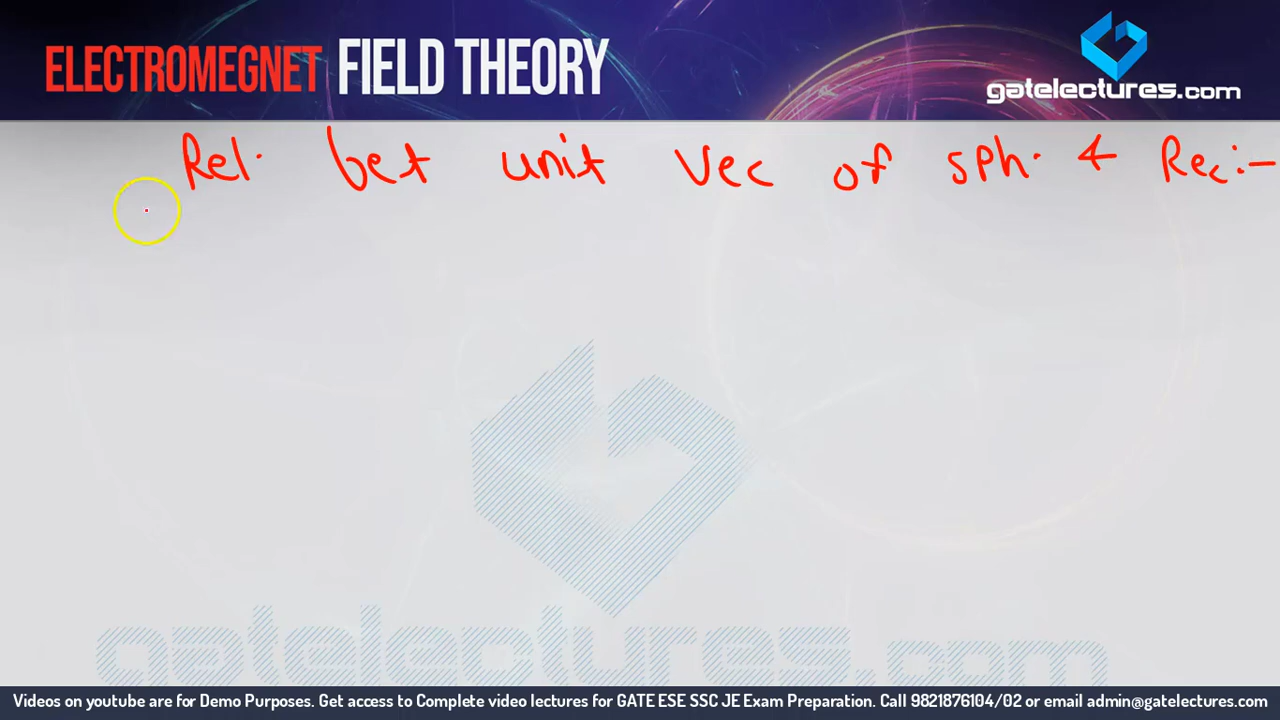 ELECTROMEGNET FIELD THEORY
gatelectures.com
Rel. bet unit vec of sph. & Rec:-
gatelectures.com
Videos on youtube are for Demo Purposes. Get access to Complete video lectures for GATE ESE SSC JE Exam Preparation. Call 9821876104/02 or email admin@gatelectures.com